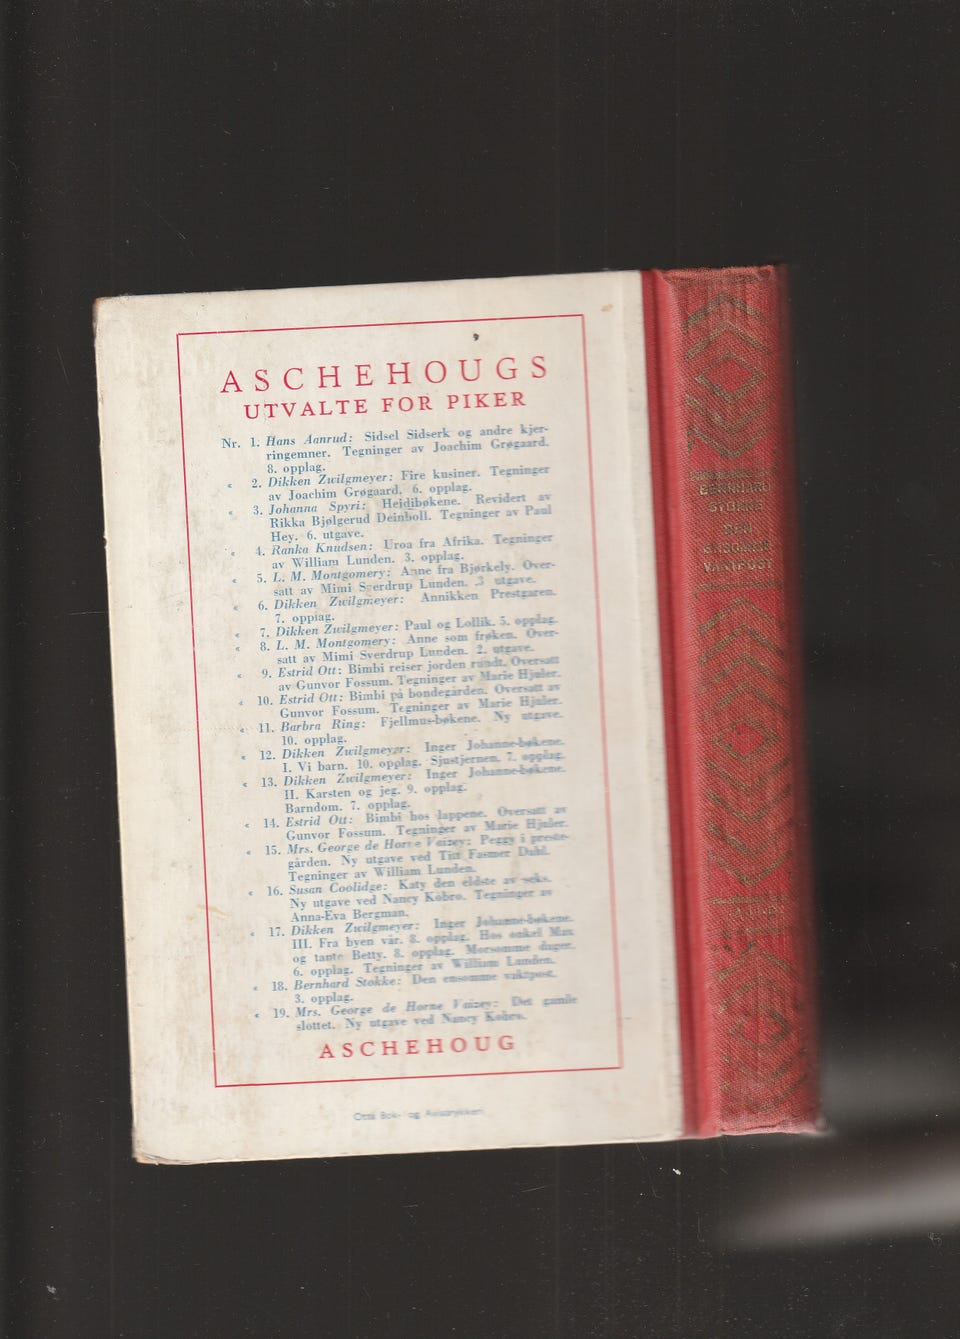 ASCHEHOUGS
UTVALTE FOR PIKER
Nr. 1. Hans Aanrud: Sidsel Sidserk og andre kjer-
ringemner. Tegninger av Joachim Grøgaard.
8. opplag.
« 2. Dikken Zwilgmeyer: Fire kusiner. Tegninger
av Joachim Grøgaard. 6. opplag.
« 3. Johanna Spyri: Heidibøkene. Revidert av
Rikka Bjølgerud Deinboll. Tegninger av Paul
Hey. 6. utgave.
« 4. Ranka Knudsen: Uroa fra Afrika. Tegninger
av William Lunden. 3. opplag.
« 5. L. M. Montgomery: Anne fra Bjørkely. Over-
satt av Mimi Sverdrup Lunden. 3 utgave.
« 6. Dikken Zwilgmeyer: Annikken Prestgaren.
7. opplag.
« 7. Dikken Zwilgmeyer: Paul og Lollik. 5. opplag.
« 8. L. M. Montgomery: Anne som frøken. Over-
satt av Mimi Sverdrup Lunden. 2. utgave.
« 9. Estrid Ott: Bimbi reiser jorden rundt. Oversatt
av Gunvor Fossum. Tegninger av Marie Hjuler.
« 10. Estrid Ott: Bimbi på bondegården. Oversatt av
Gunvor Fossum. Tegninger av Marie Hjuler.
« 11. Barbra Ring: Fjellmus-bøkene. Ny utgave.
10. opplag.
« 12. Dikken Zwilgmeyer: Inger Johanne-bøkene.
I. Vi barn. 10. opplag. Sjustjernen. 7. opplag.
« 13. Dikken Zwilgmeyer: Inger Johanne-bøkene.
II. Karsten og jeg. 9. opplag.
Barndom. 7. opplag.
« 14. Estrid Ott: Bimbi hos lappene. Oversatt av
Gunvor Fossum. Tegninger av Marie Hjuler.
« 15. Mrs. George de Horne Vaizey: Peggy i preste-
gården. Ny utgave ved Titt Fasmer Dahl.
Tegninger av William Lunden.
« 16. Susan Coolidge: Katy den eldste av seks.
Ny utgave ved Nancy Kobro. Tegninger av
Anna-Eva Bergman.
« 17. Dikken Zwilgmeyer: Inger Johanne-bøkene.
III. Fra byen vår. 8. opplag. Hos onkel Max
og tante Betty. 8. opplag. Morsomme dager.
6. opplag. Tegninger av William Lunden.
« 18. Bernhard Stokke: Den ensomme vaktpost.
3. opplag.
« 19. Mrs. George de Horne Vaizey: Det gamle
slottet. Ny utgave ved Nancy Kobro.
ASCHEHOUG
Otta Bok- og Avistrykkeri
BERNHARD
STOKKE
DEN
ENSOMME
VAKTPOST